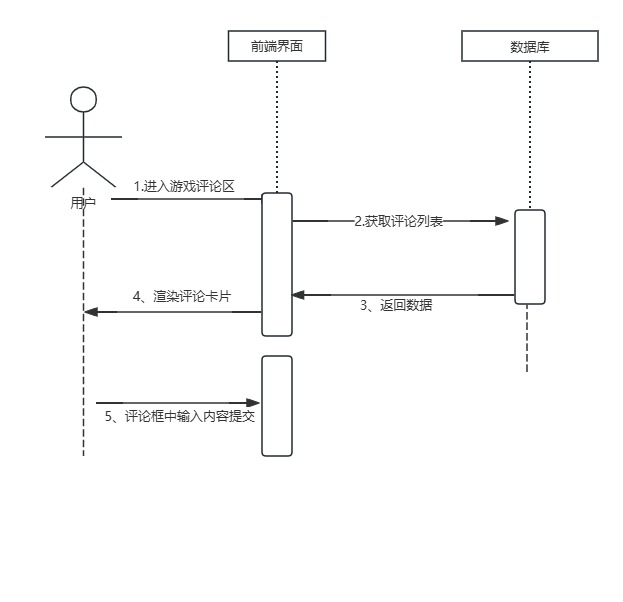 前端界面
数据库
用户
1.进入游戏评论区
2.获取评论列表
4、渲染评论卡片
3、返回数据
5、评论框中输入内容提交